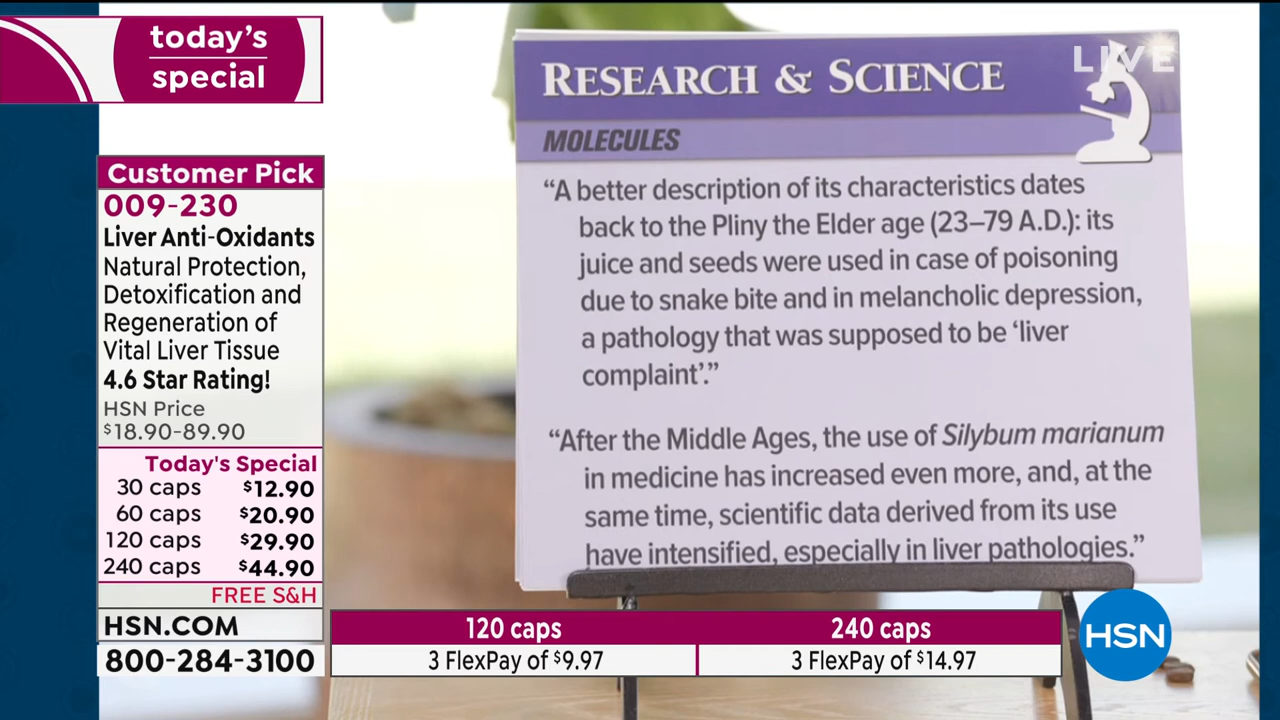 today's
special
LIVE
RESEARCH & SCIENCE
MOLECULES
“A better description of its characteristics dates
back to the Pliny the Elder age (23–79 A.D.): its
juice and seeds were used in case of poisoning
due to snake bite and in melancholic depression,
a pathology that was supposed to be ‘liver
complaint’.”
“After the Middle Ages, the use of Silybum marianum
in medicine has increased even more, and, at the
same time, scientific data derived from its use
have intensified, especially in liver pathologies.”
Customer Pick
009-230
Liver Anti-Oxidants
Natural Protection,
Detoxification and
Regeneration of
Vital Liver Tissue
4.6 Star Rating!
HSN Price
$18.90-89.90
Today's Special
30 caps $12.90
60 caps $20.90
120 caps $29.90
240 caps $44.90
FREE S&H
HSN.COM
800-284-3100
120 caps
3 FlexPay of $9.97
240 caps
3 FlexPay of $14.97
HSN